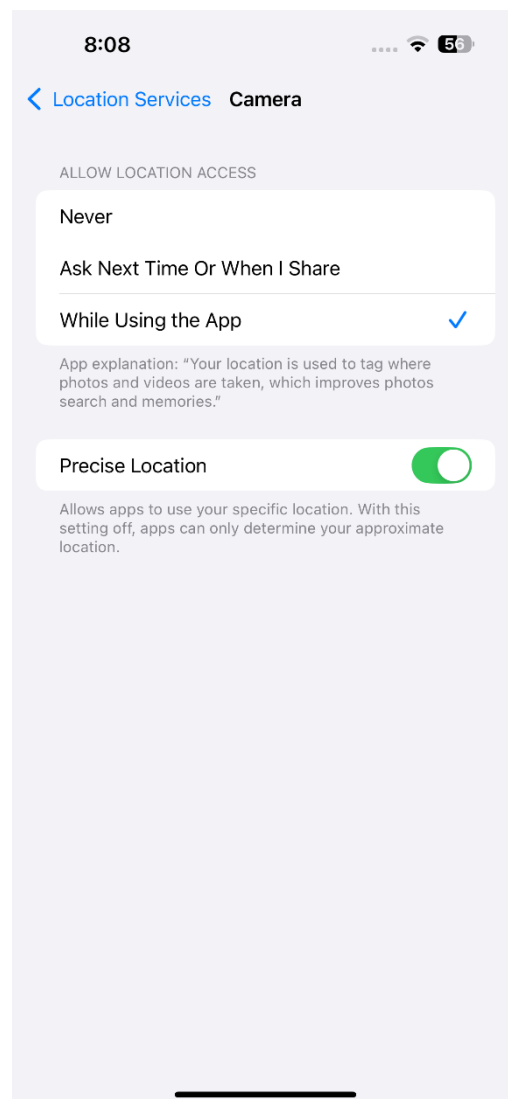 8:08
56
Location Services Camera
ALLOW LOCATION ACCESS
Never
Ask Next Time Or When I Share
While Using the App
App explanation: “Your location is used to tag where
photos and videos are taken, which improves photos
search and memories.”
Precise Location
Allows apps to use your specific location. With this
setting off, apps can only determine your approximate
location.